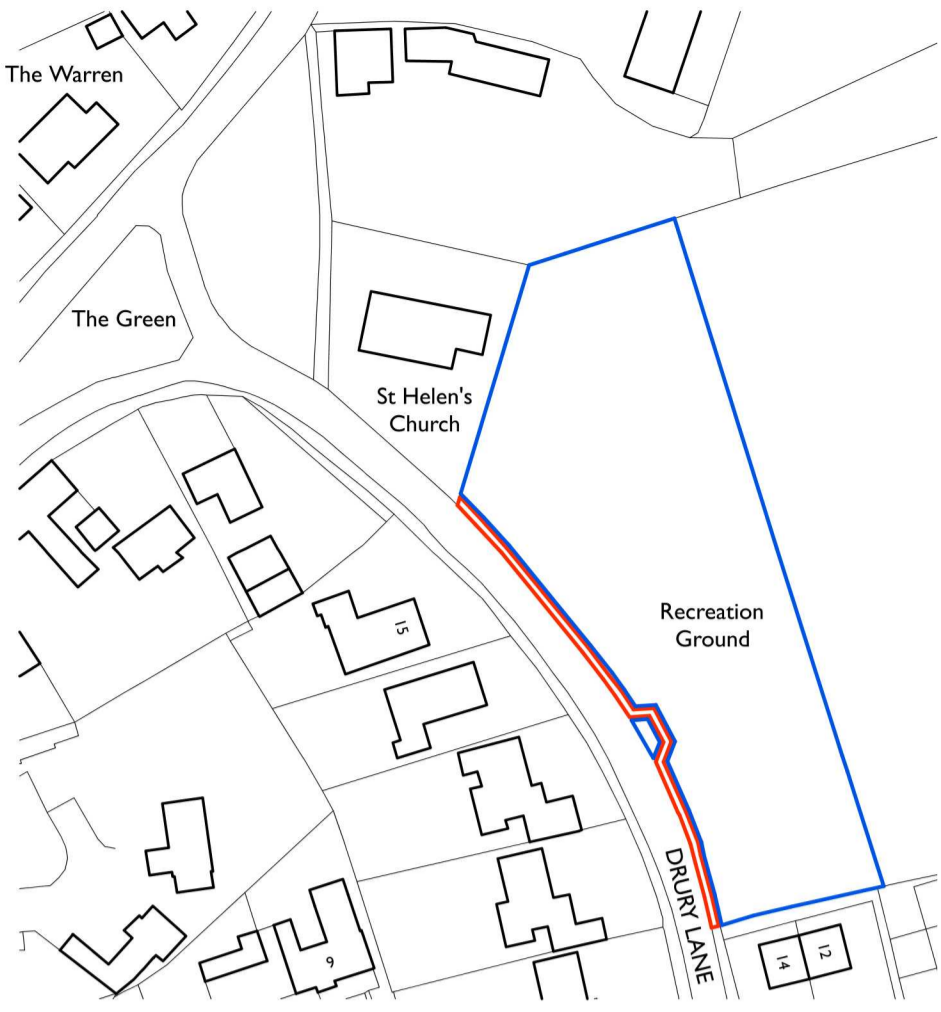 The Warren
The Green
St Helen's
Church
Recreation
Ground
15
DRURY LANE
9
14
12